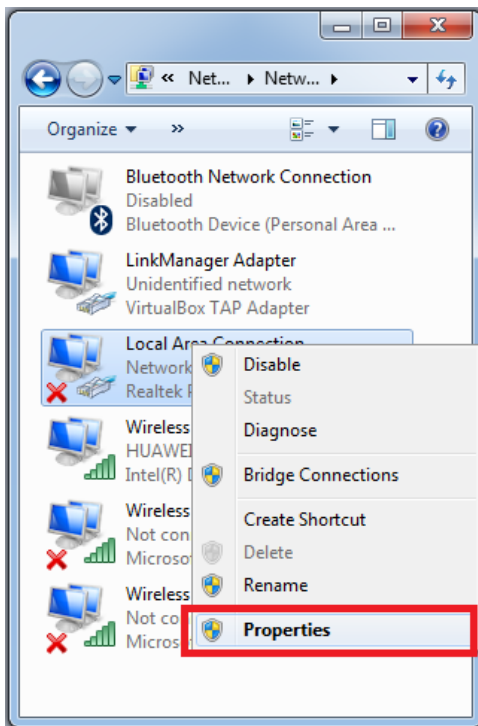 « Net... Netw...
Organize »
Bluetooth Network Connection
Disabled
Bluetooth Device (Personal Area ...
LinkManager Adapter
Unidentified network
VirtualBox TAP Adapter
Local Area Connection
Network
Realtek
Wireless
HUAWEI
Intel(R)
Wireless
Not con
Microso
Wireless
Not co
Micros
Disable
Status
Diagnose
Bridge Connections
Create Shortcut
Delete
Rename
Properties